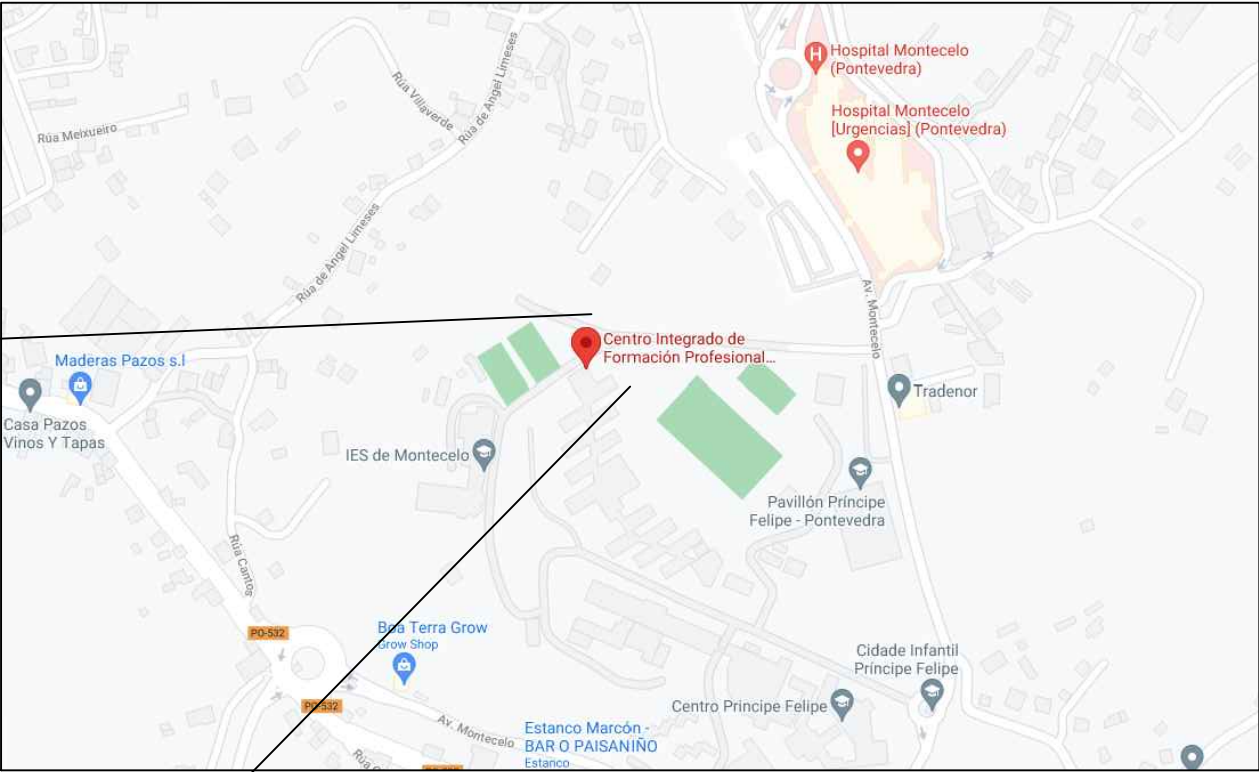 Hospital Montecelo
(Pontevedra)
Hospital Montecelo
[Urgencias] (Pontevedra)
Rúa Meixueiro
Rúa Villaverde
Rúa de Angel Limeses
Rúa de Angel Limeses
Av. Montecelo
Centro Integrado de
Formación Profesional...
Maderas Pazos s.l
Casa Pazos
Vinos Y Tapas
Tradenor
IES de Montecelo
Pavillón Príncipe
Felipe - Pontevedra
Rúa Cantos
PO-532
Boa Terra Grow
Grow Shop
Cidade Infantil
Príncipe Felipe
PO-532
Centro Principe Felipe
Av. Montecelo
Estanco Marcón -
BAR O PAISANIÑO
Estanco
Rúa
H